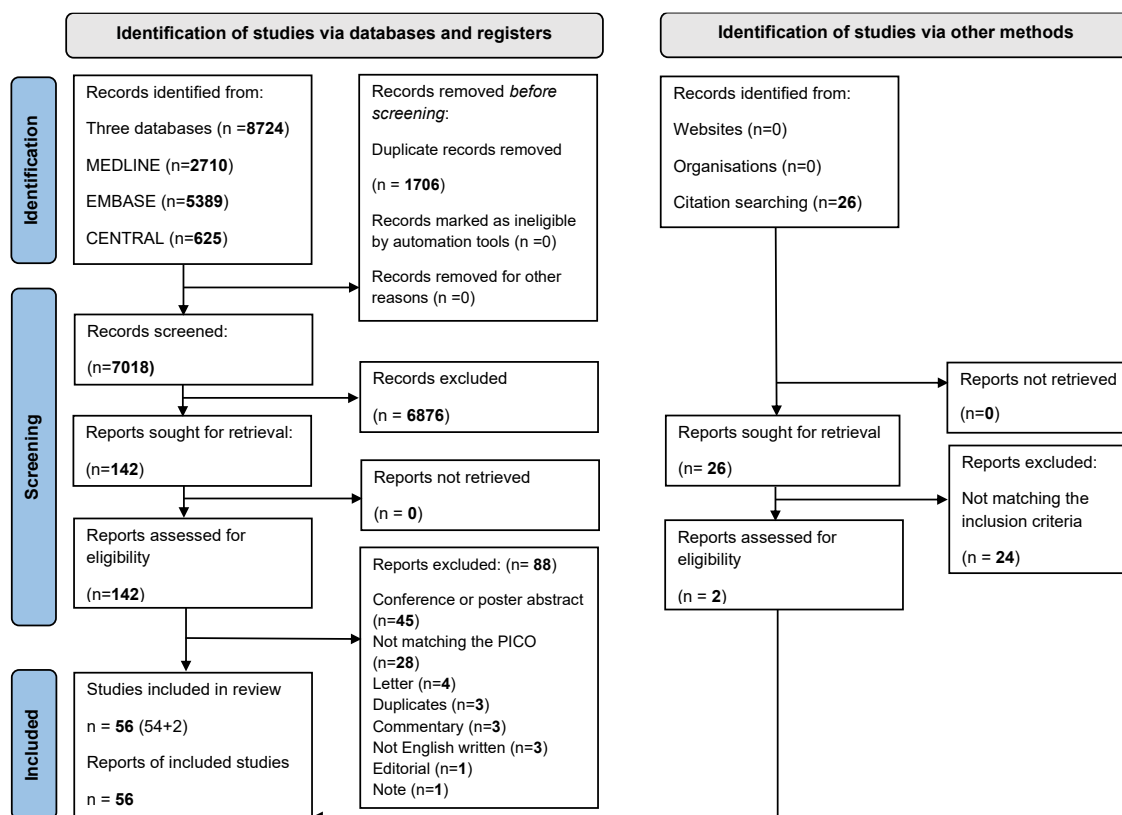 Identification of studies via databases and registers
Identification of studies via other methods
Identification
Records identified from:
Three databases (n =8724)
MEDLINE (n=2710)
EMBASE (n=5389)
CENTRAL (n=625)
Records removed before
screening:
Duplicate records removed
(n = 1706)
Records marked as ineligible
by automation tools (n =0)
Records removed for other
reasons (n =0)
Records identified from:
Websites (n=0)
Organisations (n=0)
Citation searching (n=26)
Screening
Records screened:
(n=7018)
Records excluded
(n = 6876)
Reports sought for retrieval:
(n=142)
Reports not retrieved
(n = 0)
Reports assessed for
eligibility
(n=142)
Reports excluded: (n= 88)
Conference or poster abstract
(n=45)
Not matching the PICO
(n=28)
Letter (n=4)
Duplicates (n=3)
Commentary (n=3)
Not English written (n=3)
Editorial (n=1)
Note (n=1)
Reports sought for retrieval
(n= 26)
Reports not retrieved
(n=0)
Reports assessed for
eligibility
(n = 2)
Reports excluded:
Not matching the
inclusion criteria
(n = 24)
Included
Studies included in review
n = 56 (54+2)
Reports of included studies
n = 56